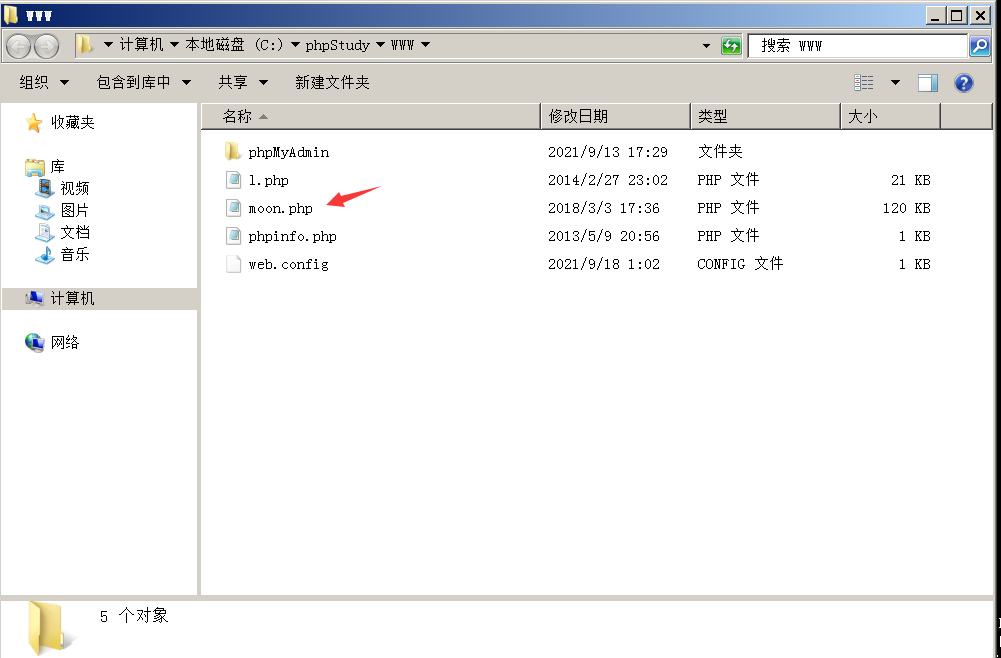 WWW
计算机 本地磁盘 (C:) phpStudy WWW 搜索 WWW
组织 包含到库中 共享 新建文件夹
收藏夹
库
视频
图片
文档
音乐
计算机
网络
名称 修改日期 类型 大小
phpMyAdmin 2021/9/13 17:29 文件夹
l.php 2014/2/27 23:02 PHP 文件 21 KB
moon.php 2018/3/3 17:36 PHP 文件 120 KB
phpinfo.php 2013/5/9 20:56 PHP 文件 1 KB
web.config 2021/9/18 1:02 CONFIG 文件 1 KB
5 个对象